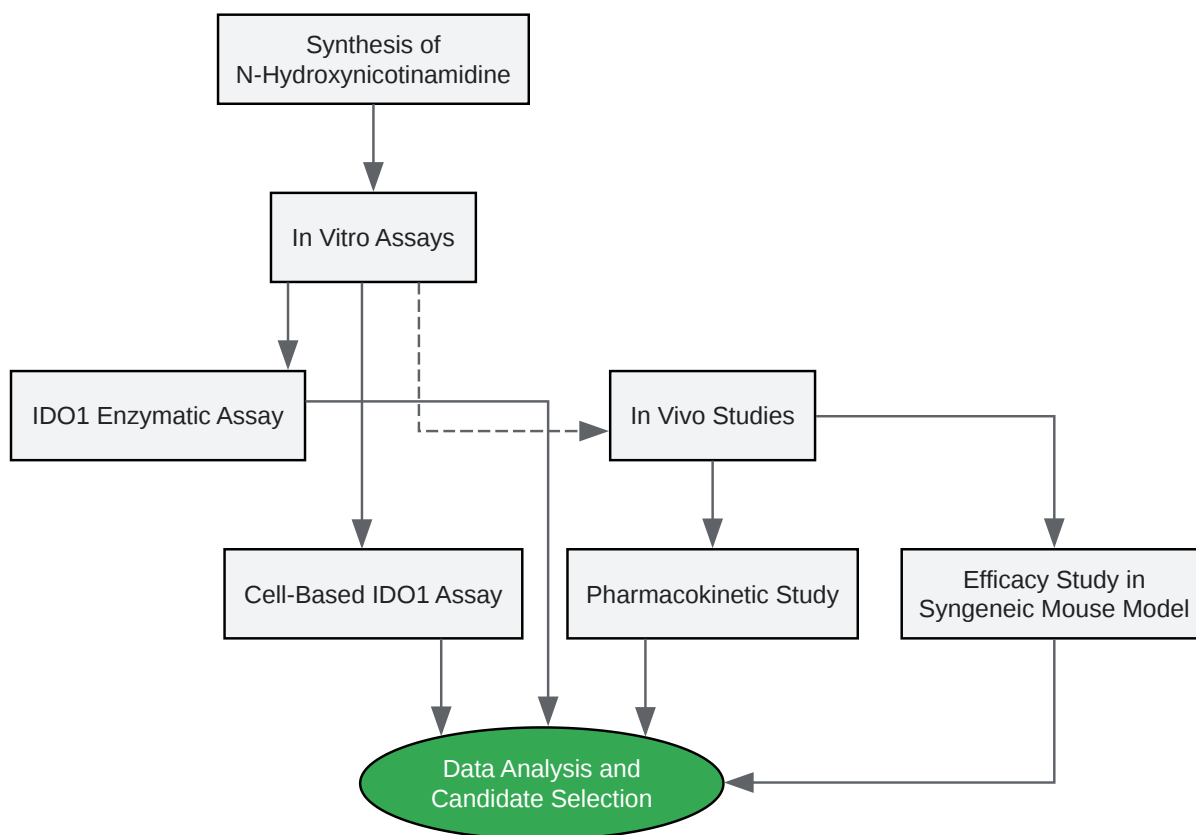 Synthesis of
N-Hydroxynicotinamidine
In Vitro Assays
IDO1 Enzymatic Assay
In Vivo Studies
Cell-Based IDO1 Assay
Pharmacokinetic Study
Efficacy Study in
Syngeneic Mouse Model
Data Analysis and
Candidate Selection